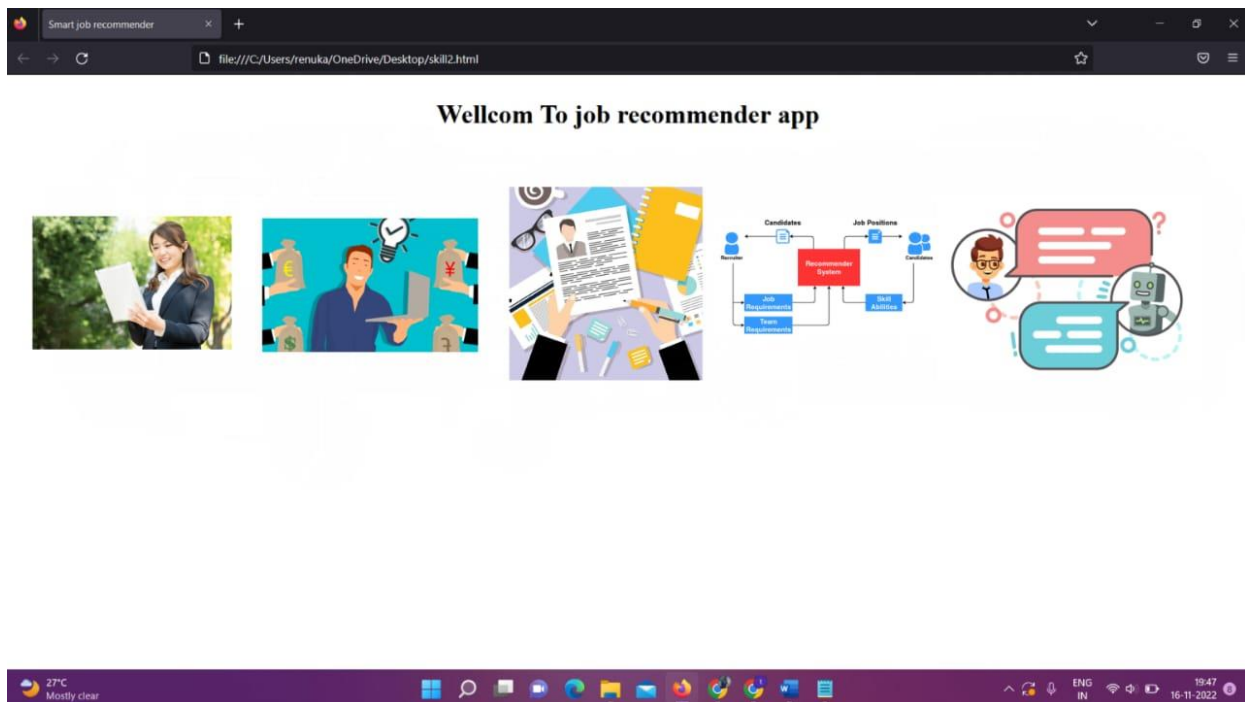 Smart job recommender
file:///C:/Users/renuka/OneDrive/Desktop/skill2.html
Wellcom To job recommender app
Candidates
Job Positions
Recruiter
Recommender
System
Candidates
Job
Requirements
Skill
Abilities
Team
Requirements
27°C
Mostly clear
ENG
IN
19:47
16-11-2022